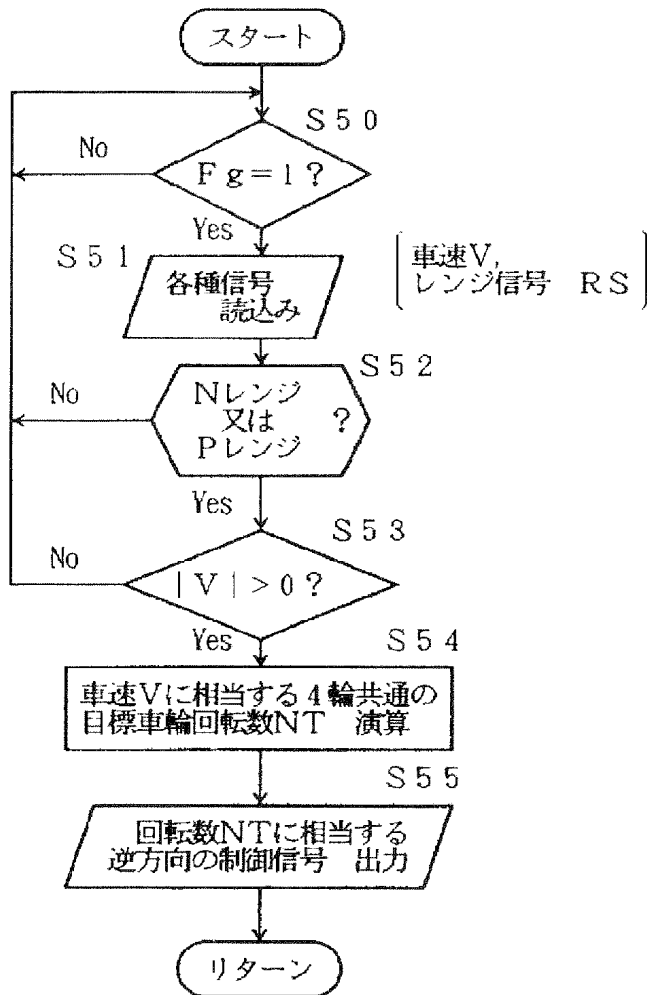 スタート
S50
No
Fg=1?
Yes
S51
各種信号
読込み
車速V,
レンジ信号 RS
S52
No
Nレンジ
又は ?
Pレンジ
Yes
S53
No
|V|>0?
Yes
S54
車速Vに相当する4輪共通の
目標車輪回転数NT 演算
S55
回転数NTに相当する
逆方向の制御信号 出力
リターン